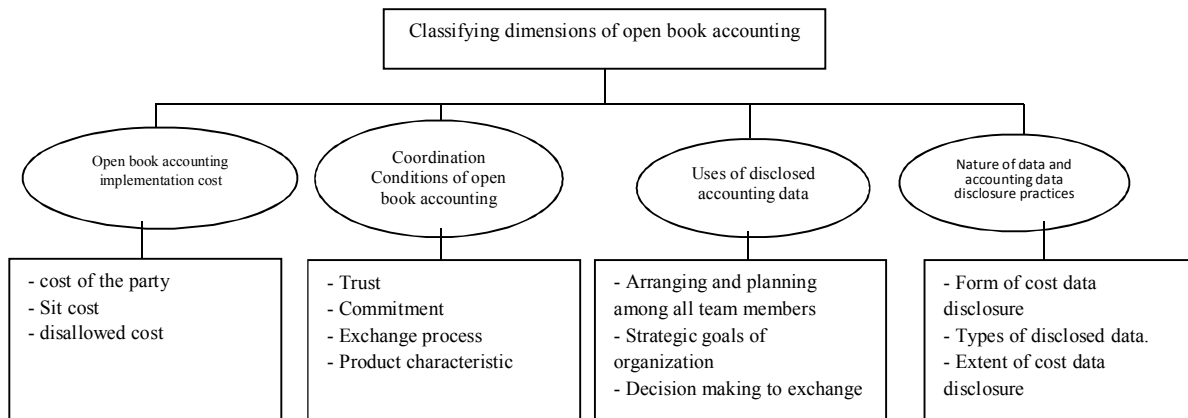 Classifying dimensions of open book accounting
Open book accounting
implementation cost
Coordination
Conditions of open
book accounting
Uses of disclosed
accounting data
Nature of data and
accounting data
disclosure practices
- cost of the party
- Sit cost
- disallowed cost
- Trust
- Commitment
- Exchange process
- Product characteristic
- Arranging and planning
among all team members
- Strategic goals of
organization
- Decision making to exchange
- Form of cost data
disclosure
- Types of disclosed data.
- Extent of cost data
disclosure